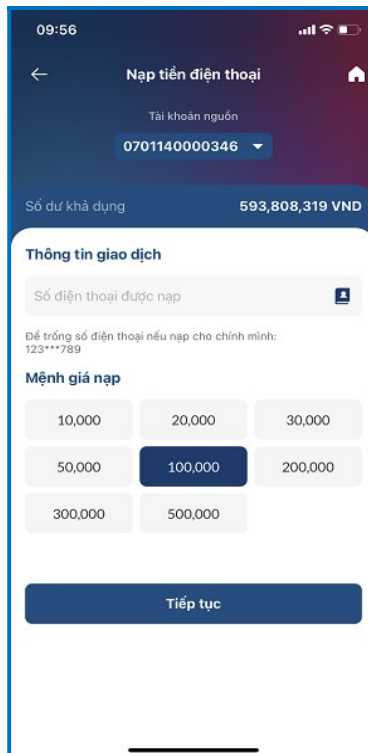 09:56
Nạp tiền điện thoại
Tài khoản nguồn
0701140000346
Số dư khả dụng 593,808,319 VND
Thông tin giao dịch
Số điện thoại được nạp
Để trống số điện thoại nếu nạp cho chính mình:
123***789
Mệnh giá nạp
10,000 20,000 30,000
50,000 100,000 200,000
300,000 500,000
Tiếp tục